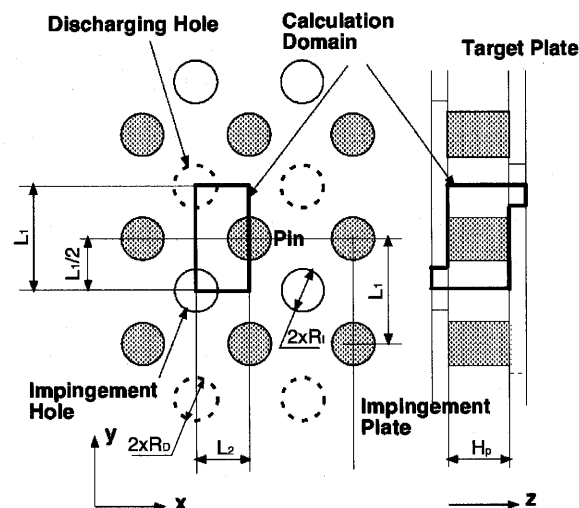 Discharging Hole
Calculation
Domain
Target Plate
L₁
L₁/2
Pin
L₁
2xRI
Impingement
Hole
2xRD
L₂
Impingement
Plate
Hp
y
x
z